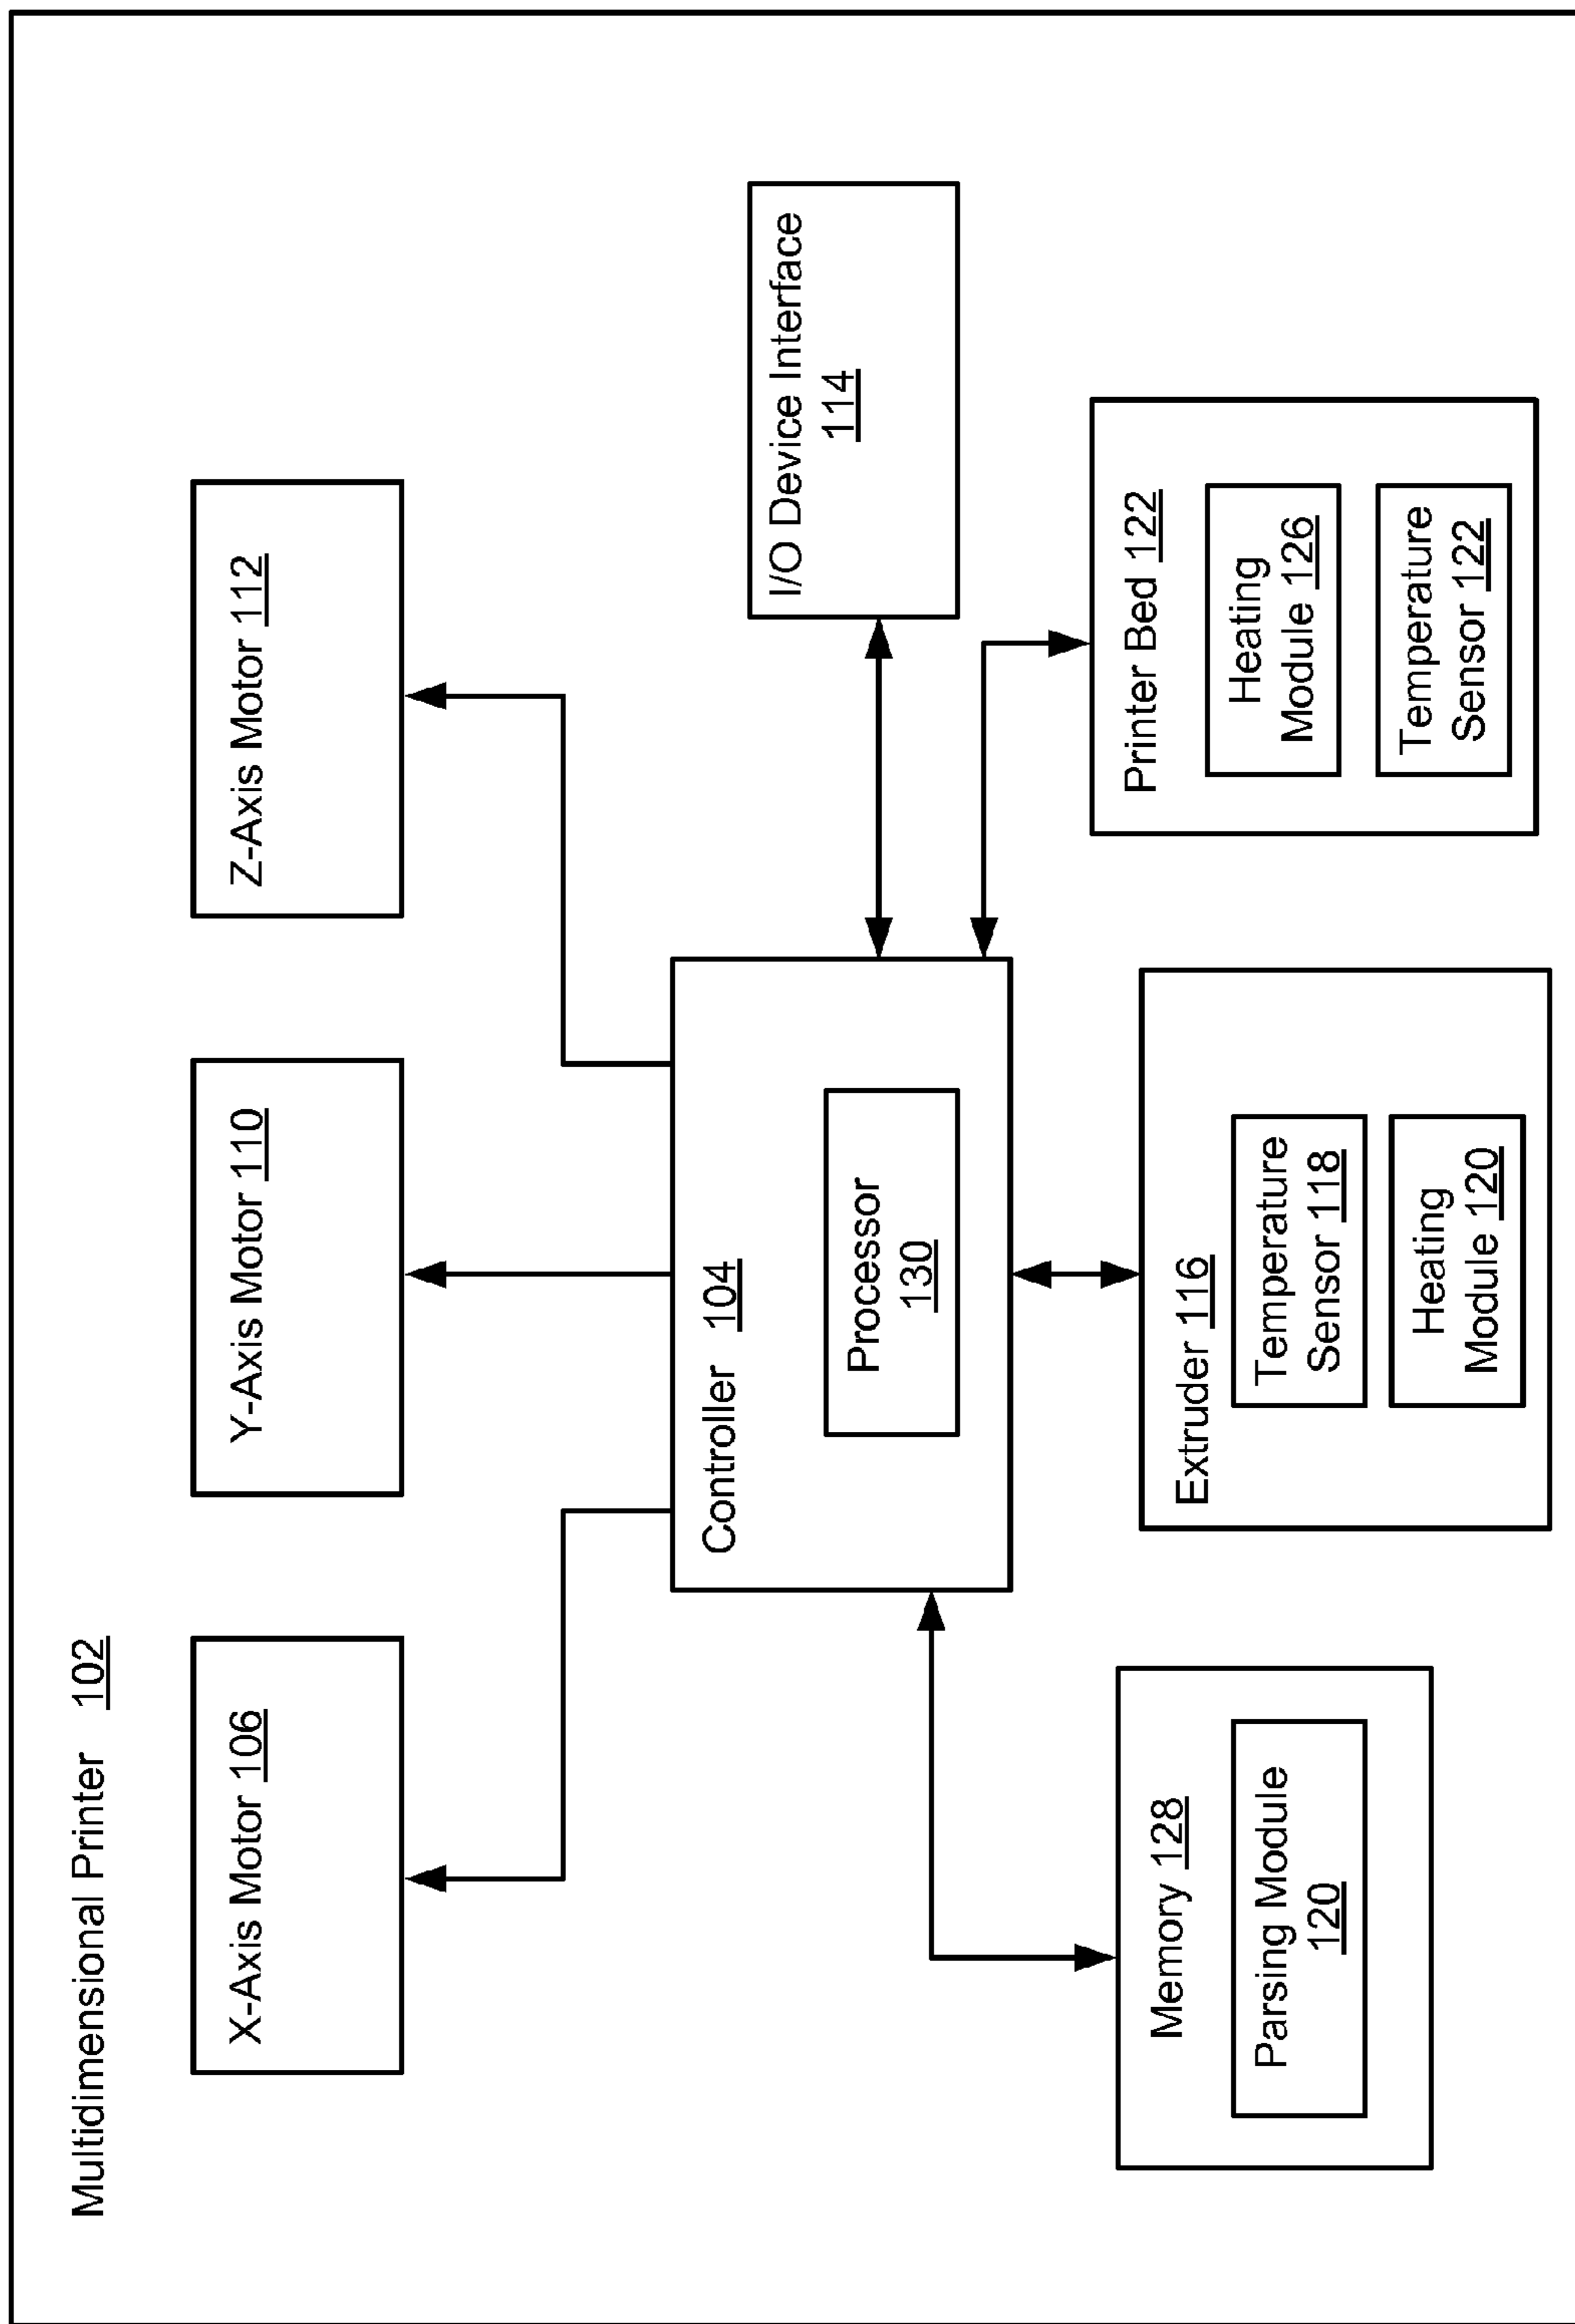 Multidimensional Printer 102
X-Axis Motor 106
Y-Axis Motor 110
Z-Axis Motor 112
Controller 104
Processor
130
I/O Device Interface
114
Memory 128
Parsing Module
120
Extruder 116
Temperature
Sensor 118
Heating
Module 120
Printer Bed 122
Heating
Module 126
Temperature
Sensor 122